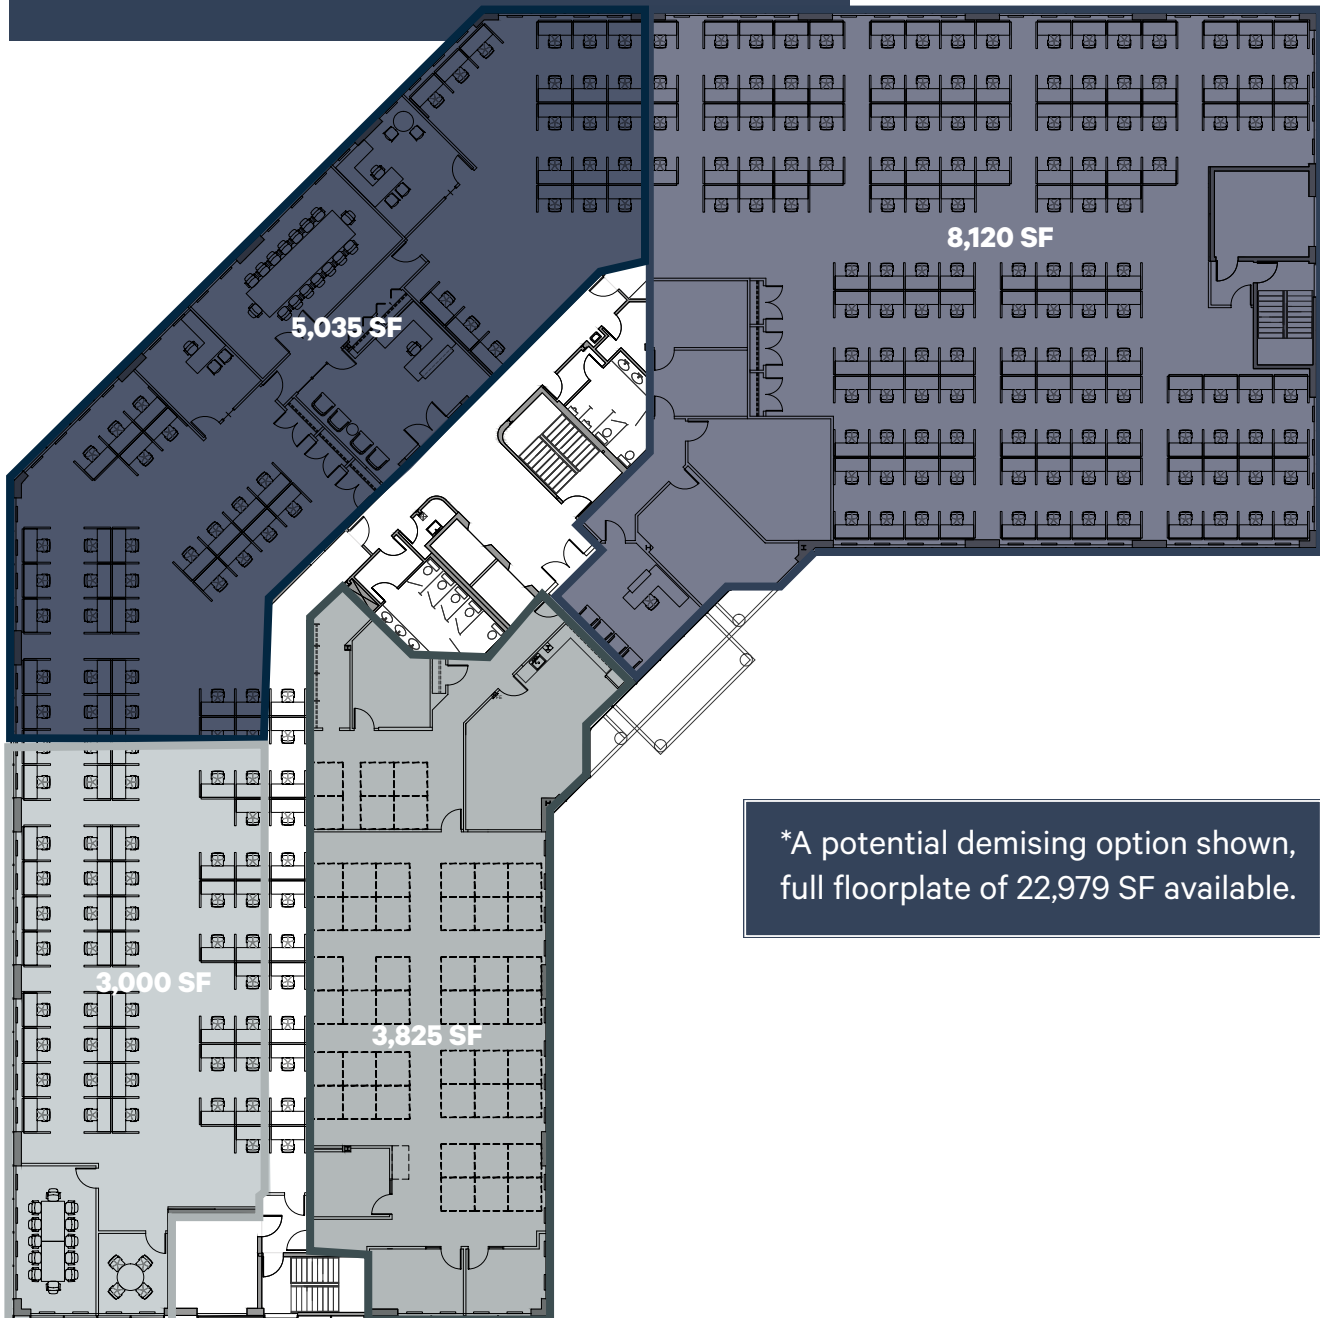 8,120 SF
5,035 SF
*A potential demising option shown,
full floorplate of 22,979 SF available.
3,000 SF
3,825 SF